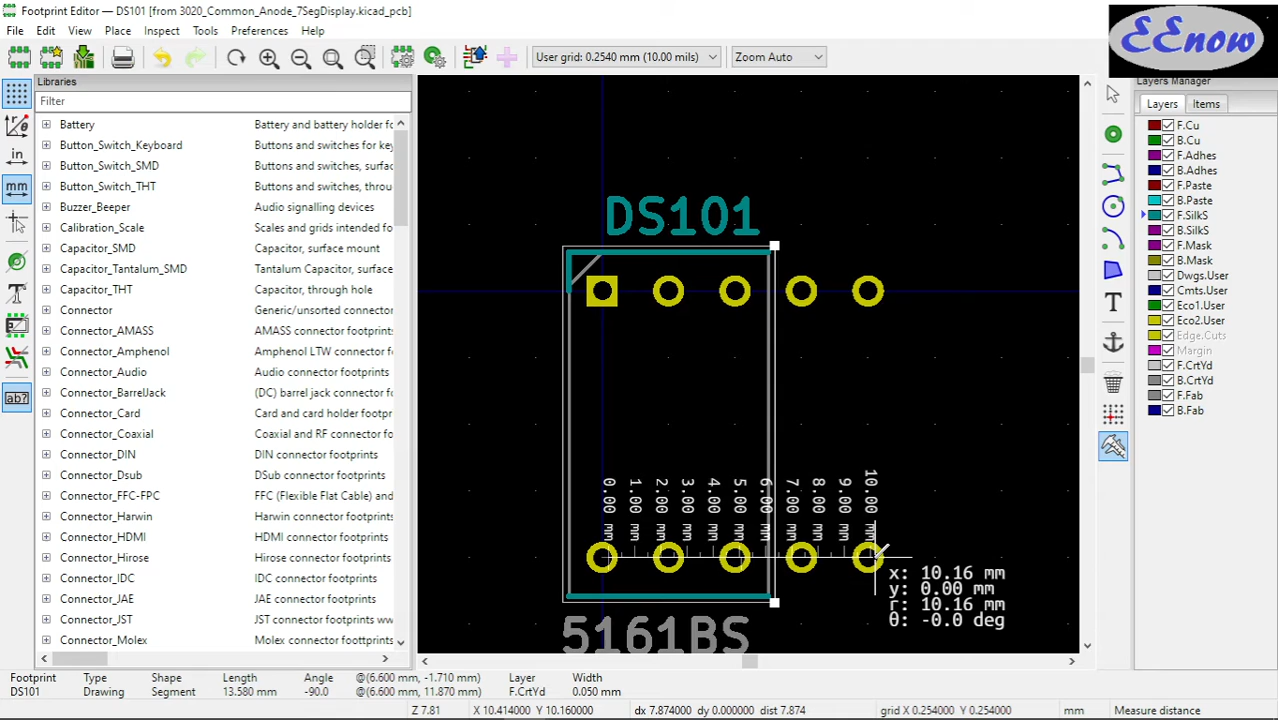 Footprint Editor — DS101 [from 3020_Common_Anode_7SegDisplay.kicad_pcb]
EEnow
File Edit View Place Inspect Tools Preferences Help
User grid: 0.2540 mm (10.00 mils)
Zoom Auto
Libraries
Filter
Battery Battery and battery holder fo
Button_Switch_Keyboard Buttons and switches for key
Button_Switch_SMD Buttons and switches, surfac
Button_Switch_THT Buttons and switches, throu
Buzzer_Beeper Audio signalling devices
Calibration_Scale Scales and grids intended fo
Capacitor_SMD Capacitor, surface mount
Capacitor_Tantalum_SMD Tantalum Capacitor, surface
Capacitor_THT Capacitor, through hole
Connector Generic/unsorted connector
Connector_AMASS Connector_AMASS footprints
Connector_Amphenol Amphenol LTW connector fo
Connector_Audio Audio connector footprints
Connector_BarrelJack (DC) barrel jack connector f
Connector_Card Card and card holder footpr
Connector_Coaxial Coaxial and RF connector fo
Connector_DIN DIN connector footprints
Connector_Dsub DSub connector footprints
Connector_FFC-FPC FFC (Flexible Flat Cable) and
Connector_Harwin Harwin connector footprints
Connector_HDMI HDMI connector footprints
Connector_Hirose Hirose connector footprints
Connector_IDC IDC connector footprints
Connector_JAE JAE connector footprints
Connector_JST JST connector footprints www
Connector_Molex Molex connector foottprints
in
mm
ab?
DS101
0.00 mm
1.00 mm
2.00 mm
3.00 mm
4.00 mm
5.00 mm
6.00 mm
7.00 mm
8.00 mm
9.00 mm
10.00 mm
x: 10.16 mm
y: 0.00 mm
r: 10.16 mm
θ: -0.0 deg
5161BS
Layers Manager
Layers Items
F.Cu
B.Cu
F.Adhes
B.Adhes
F.Paste
B.Paste
F.SilkS
B.SilkS
F.Mask
B.Mask
Dwgs.User
Cmts.User
Eco1.User
Eco2.User
Edge.Cuts
Margin
F.CrtYd
B.CrtYd
F.Fab
B.Fab
Footprint Type Shape Length Angle @(6.600 mm, -1.710 mm) Layer Width
DS101 Drawing Segment 13.580 mm -90.0 @(6.600 mm, 11.870 mm) F.CrtYd 0.050 mm
Z 7.81 X 10.414000 Y 10.160000 dx 7.874000 dy 0.000000 dist 7.874 grid X 0.254000 Y 0.254000 mm Measure distance